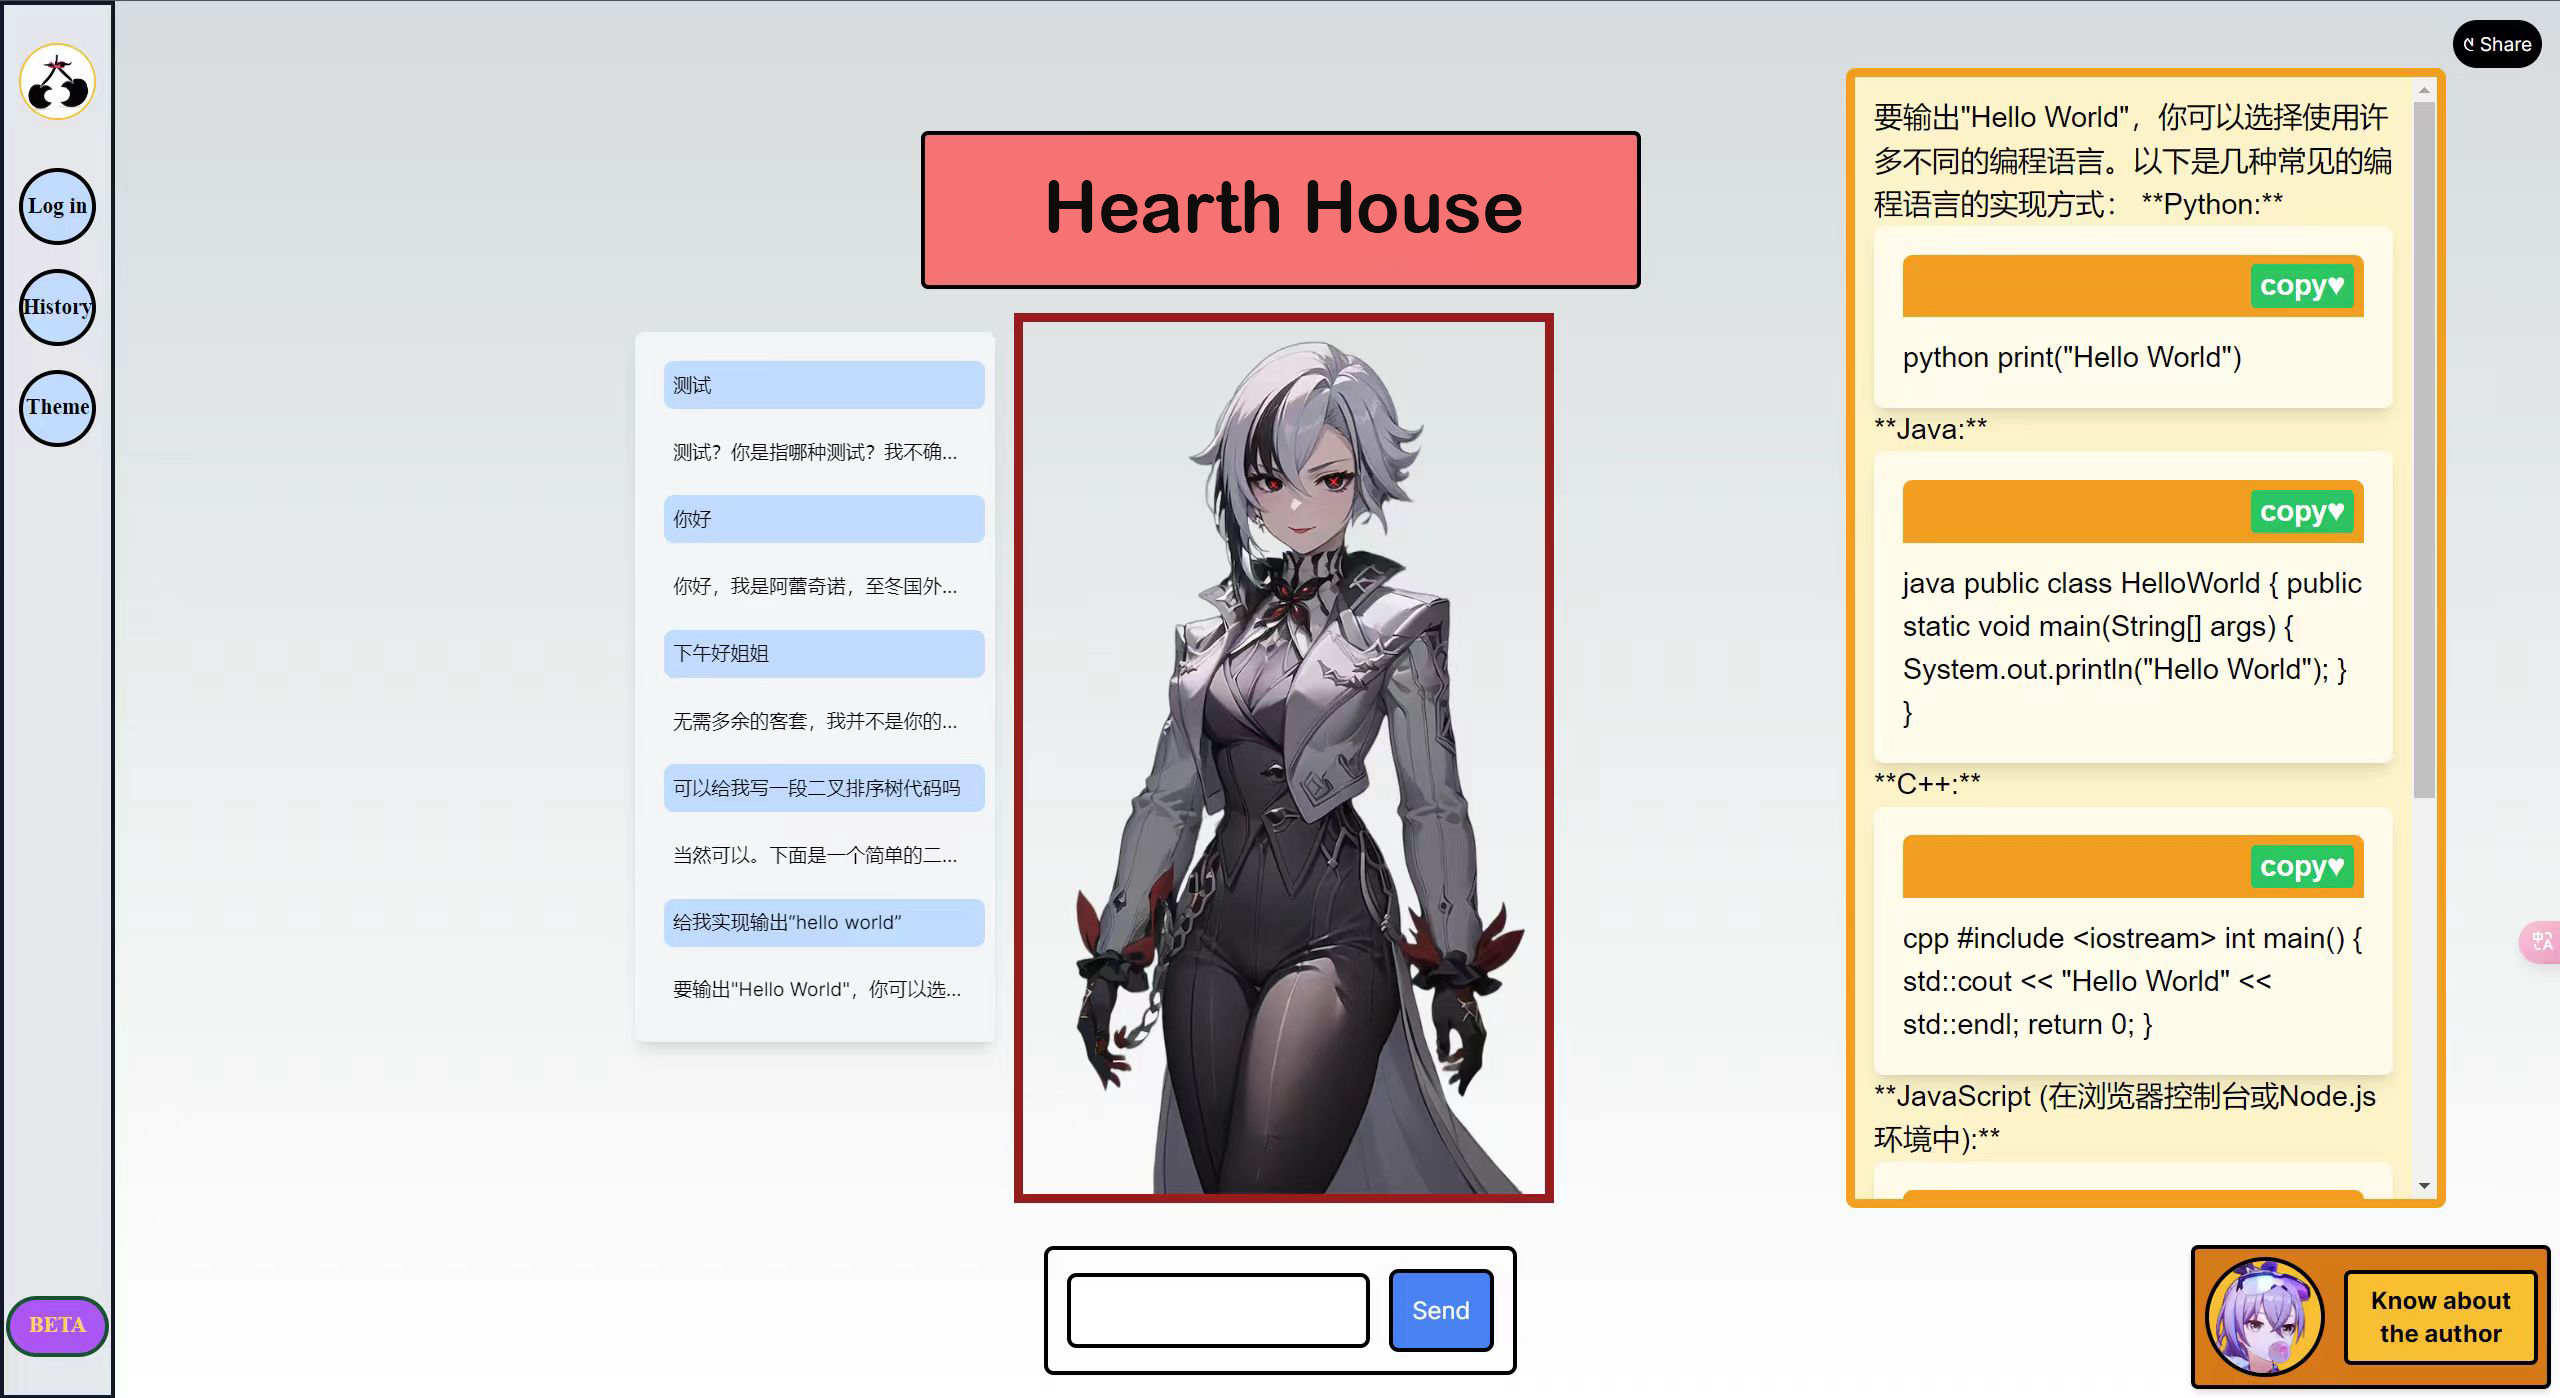 Share
Log in
History
Theme
BETA
Hearth House
测试
测试？你是指哪种测试？我不确...
你好
你好，我是阿蕾奇诺，至冬国外...
下午好姐姐
无需多余的客套，我并不是你的...
可以给我写一段二叉排序树代码吗
当然可以。下面是一个简单的二...
给我实现输出“hello world”
要输出"Hello World"，你可以选...
Send
要输出"Hello World"，你可以选择使用许
多不同的编程语言。以下是几种常见的编
程语言的实现方式： **Python:**
copy♥
python print("Hello World")
**Java:**
copy♥
java public class HelloWorld { public
static void main(String[] args) {
System.out.println("Hello World"); }
}
**C++:**
copy♥
cpp #include <iostream> int main() {
std::cout << "Hello World" <<
std::endl; return 0; }
**JavaScript (在浏览器控制台或Node.js
环境中):**
Know about
the author